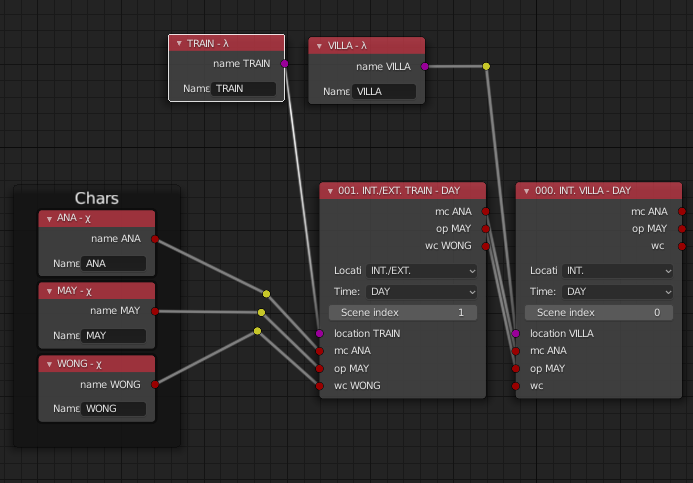 TRAIN - λ
name TRAIN
Name TRAIN
VILLA - λ
name VILLA
Name VILLA
Chars
ANA - χ
name ANA
Name ANA
MAY - χ
name MAY
Name MAY
WONG - χ
name WONG
Name WONG
001. INT./EXT. TRAIN - DAY
mc ANA
op MAY
wc WONG
Locati INT./EXT.
Time: DAY
Scene index 1
location TRAIN
mc ANA
op MAY
wc WONG
000. INT. VILLA - DAY
mc ANA
op MAY
wc
Locati INT.
Time: DAY
Scene index 0
location VILLA
mc ANA
op MAY
wc